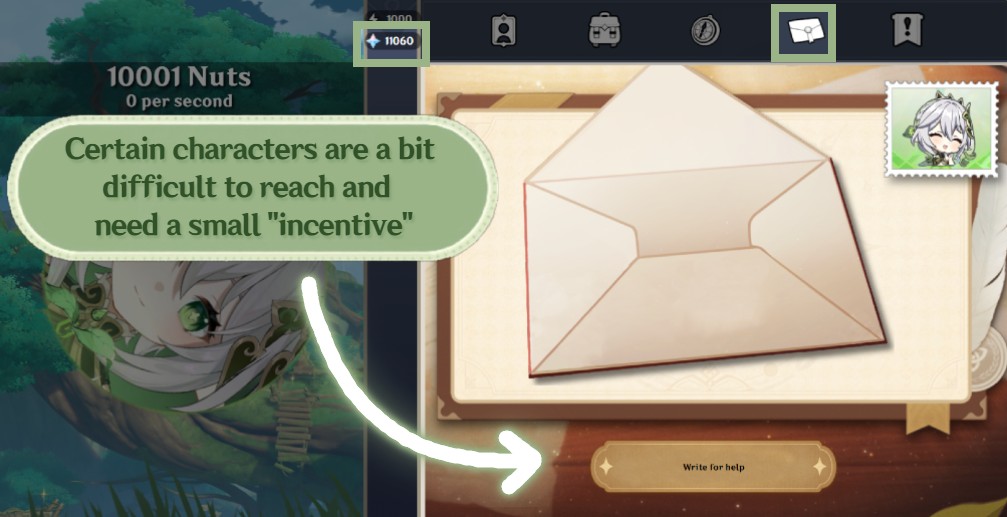 1000
11060
10001 Nuts
0 per second
Certain characters are a bit
difficult to reach and
need a small "incentive"
Write for help